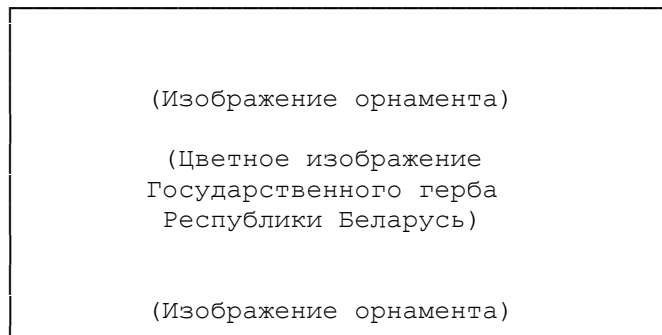 (Изображение орнамента)
(Цветное изображение
Государственного герба
Республики Беларусь)
(Изображение орнамента)